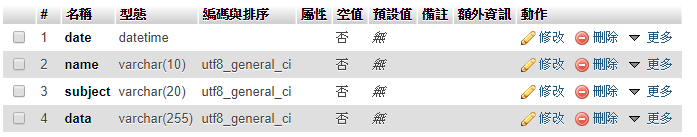 # 名稱 型態 編碼與排序 屬性 空值 預設值 備註 額外資訊 動作
1 date datetime 否 無 修改 刪除 更多
2 name varchar(10) utf8_general_ci 否 無 修改 刪除 更多
3 subject varchar(20) utf8_general_ci 否 無 修改 刪除 更多
4 data varchar(255) utf8_general_ci 否 無 修改 刪除 更多